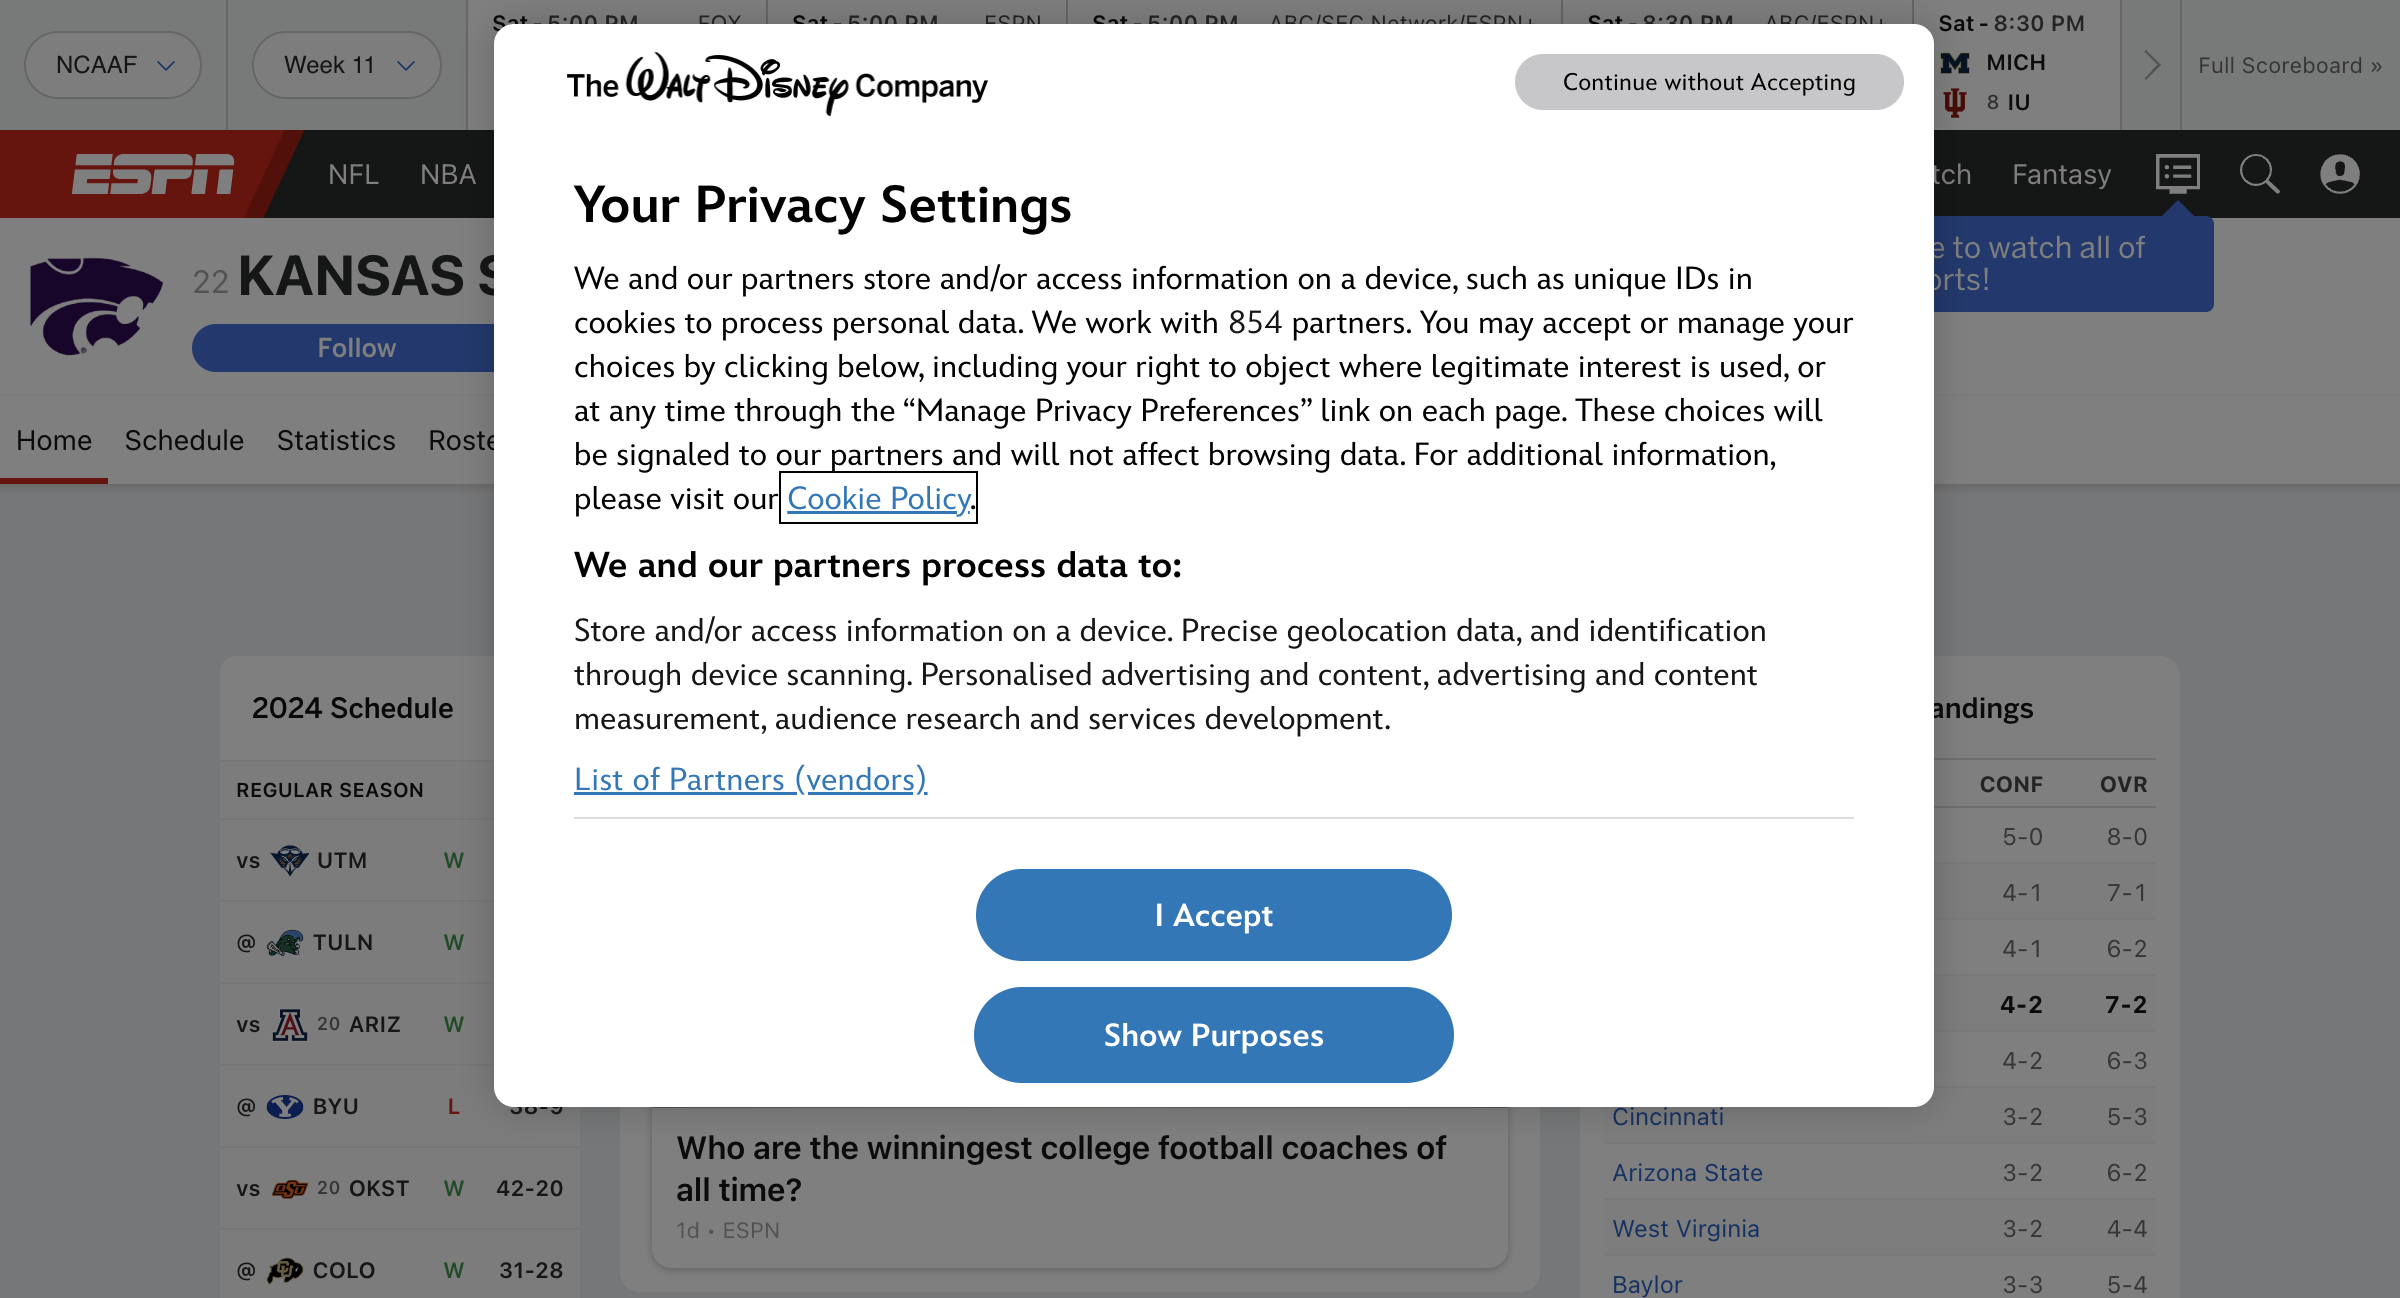 NCAAF
Week 11
Sat - 8:30 PM
MICH
8 IU
Full Scoreboard »
ESPN
NFL
NBA
Fantasy
22 KANSAS
Follow
e to watch all of
orts!
Home
Schedule
Statistics
The Walt Disney Company
Continue without Accepting
Your Privacy Settings
We and our partners store and/or access information on a device, such as unique IDs in
cookies to process personal data. We work with 854 partners. You may accept or manage your
choices by clicking below, including your right to object where legitimate interest is used, or
at any time through the “Manage Privacy Preferences” link on each page. These choices will
be signaled to our partners and will not affect browsing data. For additional information,
please visit our Cookie Policy.
We and our partners process data to:
Store and/or access information on a device. Precise geolocation data, and identification
through device scanning. Personalised advertising and content, advertising and content
measurement, audience research and services development.
List of Partners (vendors)
I Accept
Show Purposes
2024 Schedule
REGULAR SEASON
vs UTM W
@ TULN W
vs 20 ARIZ W
@ BYU L
vs 20 OKST W 42-20
@ COLO W 31-28
Who are the winningest college football coaches of
all time?
1d • ESPN
andings
CONF OVR
5-0 8-0
4-1 7-1
4-1 6-2
4-2 7-2
4-2 6-3
Cincinnati 3-2 5-3
Arizona State 3-2 6-2
West Virginia 3-2 4-4
Baylor 3-3 5-4